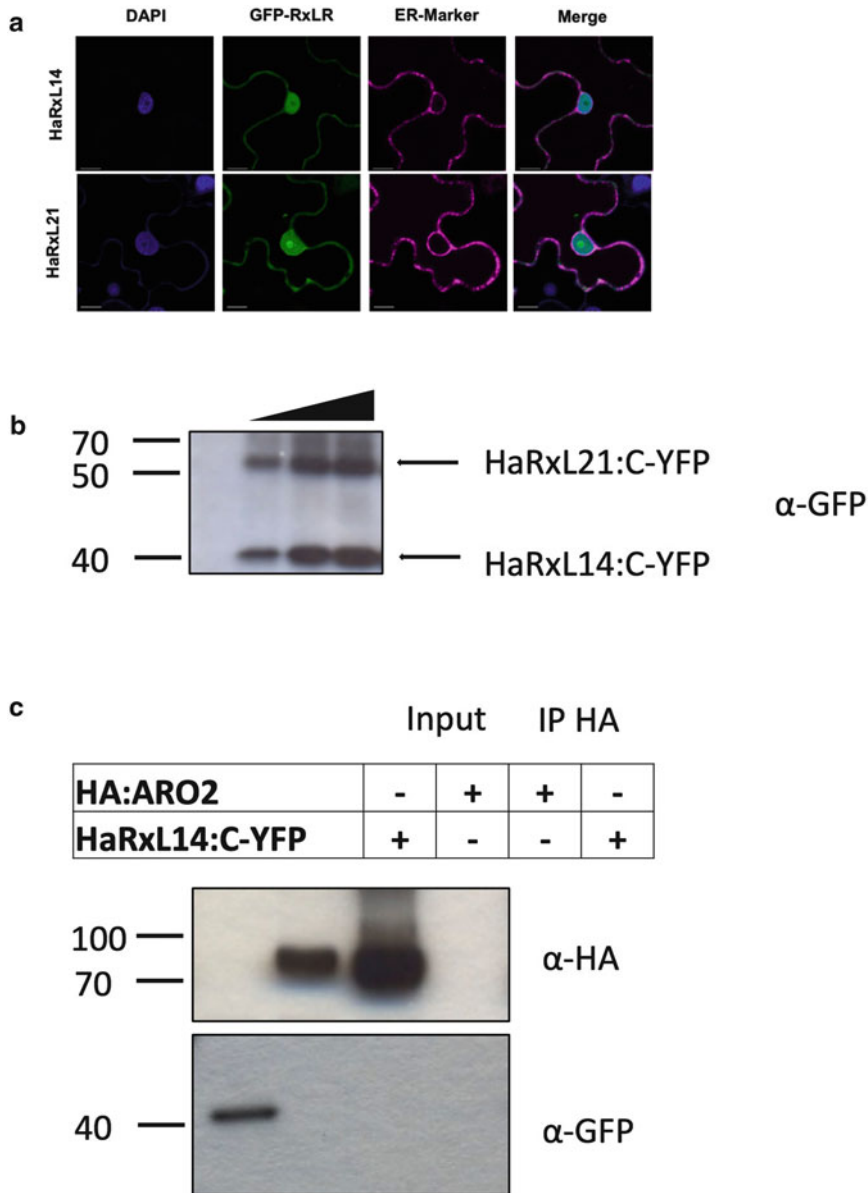 a
DAPI GFP-RxLR ER-Marker Merge
HaRxL14
HaRxL21
b
70
50
40
HaRxL21:C-YFP
HaRxL14:C-YFP
α-GFP
c
Input IP HA
HA:ARO2 - + + -
HaRxL14:C-YFP + - - +
100
70
α-HA
40
α-GFP